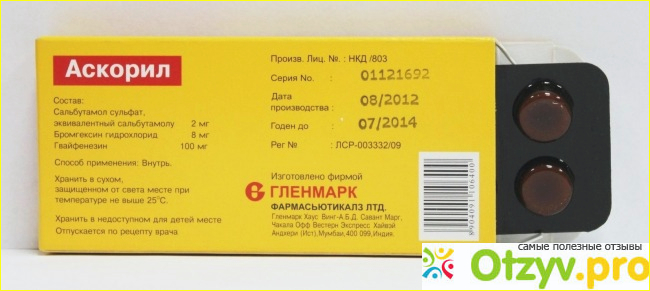 Аскорил
Состав:
Сальбутамол сульфат,
эквивалентный сальбутамолу 2 мг
Бромгексин гидрохлорид 8 мг
Гвайфенезин 100 мг
Способ применения: Внутрь.
Хранить в сухом,
защищенном от света месте при
температуре не выше 25°С.
Хранить в недоступном для детей месте
Отпускается по рецепту врача
Произв. Лиц. №. : НКД /803
Серия No. : 01121692
Дата
производства : 08/2012
Годен до : 07/2014
Рег № : ЛСР-003332/09
Изготовлено фирмой
ГЛЕНМАРК
ФАРМАСЬЮТИКАЛЗ ЛТД.
Гленмарк Хаус Винг-А.Б.Д. Савант Марг,
Чакала Офф Вестерн Экспресс Хайвэй
Андхери (Ист),Мумбаи,400 099,Индия.
самые полезные отзывы
Otzyv.pro